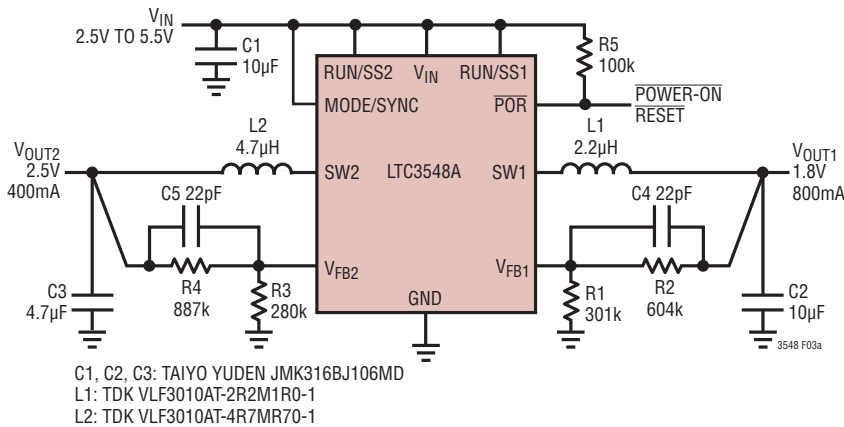 VIN
2.5V TO 5.5V
C1
10µF
R5
100k
RUN/SS2 VIN RUN/SS1
MODE/SYNC
POR
POWER-ON
RESET
L2
4.7µH
L1
2.2µH
VOUT2
2.5V
400mA
SW2 LTC3548A SW1
VOUT1
1.8V
800mA
C5 22pF
C4 22pF
VFB2
VFB1
R4
887k
R3
280k
GND
R1
301k
R2
604k
C3
4.7µF
C2
10µF
3548 F03a
C1, C2, C3: TAIYO YUDEN JMK316BJ106MD
L1: TDK VLF3010AT-2R2M1R0-1
L2: TDK VLF3010AT-4R7MR70-1